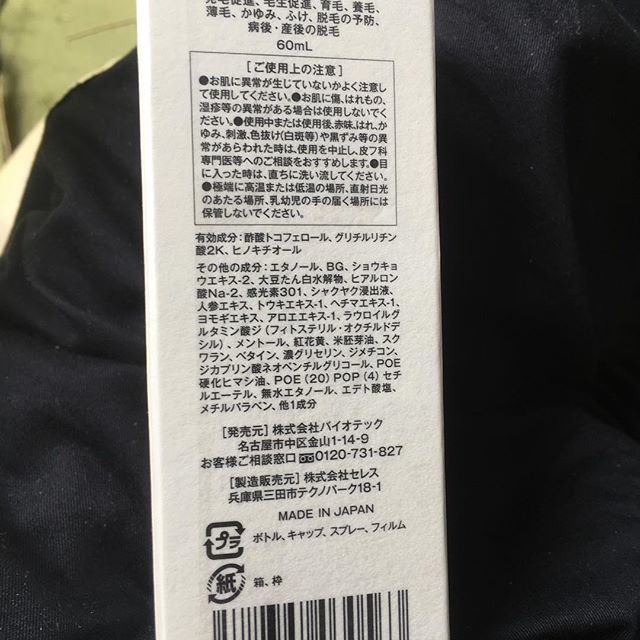 発毛促進、毛生促進、育毛、養毛、
薄毛、かゆみ、ふけ、脱毛の予防、
病後・産後の脱毛
60mL
[ご使用上の注意]
●お肌に異常が生じていないかよく注意し
て使用してください。●お肌に傷、はれもの、
湿疹等の異常がある場合は使用しないでく
ださい。●使用中または使用後、赤味、はれ、か
ゆみ、刺激、色抜け(白斑等)や黒ずみ等の異
常があらわれた時は、使用を中止し、皮フ科
専門医等へのご相談をおすすめします。●目
に入った時は、直ちに洗い流してください。
●極端に高温または低温の場所、直射日光
のあたる場所、乳幼児の手の届く場所には
保管しないでください。
有効成分:酢酸トコフェロール、グリチルリチン
酸2K、ヒノキチオール
その他の成分:エタノール、BG、ショウキョ
ウエキス-2、大豆たん白水解物、ヒアルロン
酸Na-2、感光素301、シャクヤク浸出液、
人参エキス、トウキエキス-1、ヘチマエキス-1、
ヨモギエキス、アロエエキス-1、ラウロイルグ
ルタミン酸ジ(フィトステリル・オクチルドデ
シル)、メントール、紅花黄、米胚芽油、スク
ワラン、ベタイン、濃グリセリン、ジメチコン、
ジカプリン酸ネオペンチルグリコール、POE
硬化ヒマシ油、POE(20)POP(4)セチ
ルエーテル、無水エタノール、エデト酸塩、
メチルパラベン、他1成分
[発売元]株式会社バイオテック
名古屋市中区金山1-14-9
お客様ご相談窓口0120-731-827
[製造販売元]株式会社セレス
兵庫県三田市テクノパーク18-1
MADE IN JAPAN
プラ ボトル、キャップ、スプレー、フィルム
紙 箱、枠